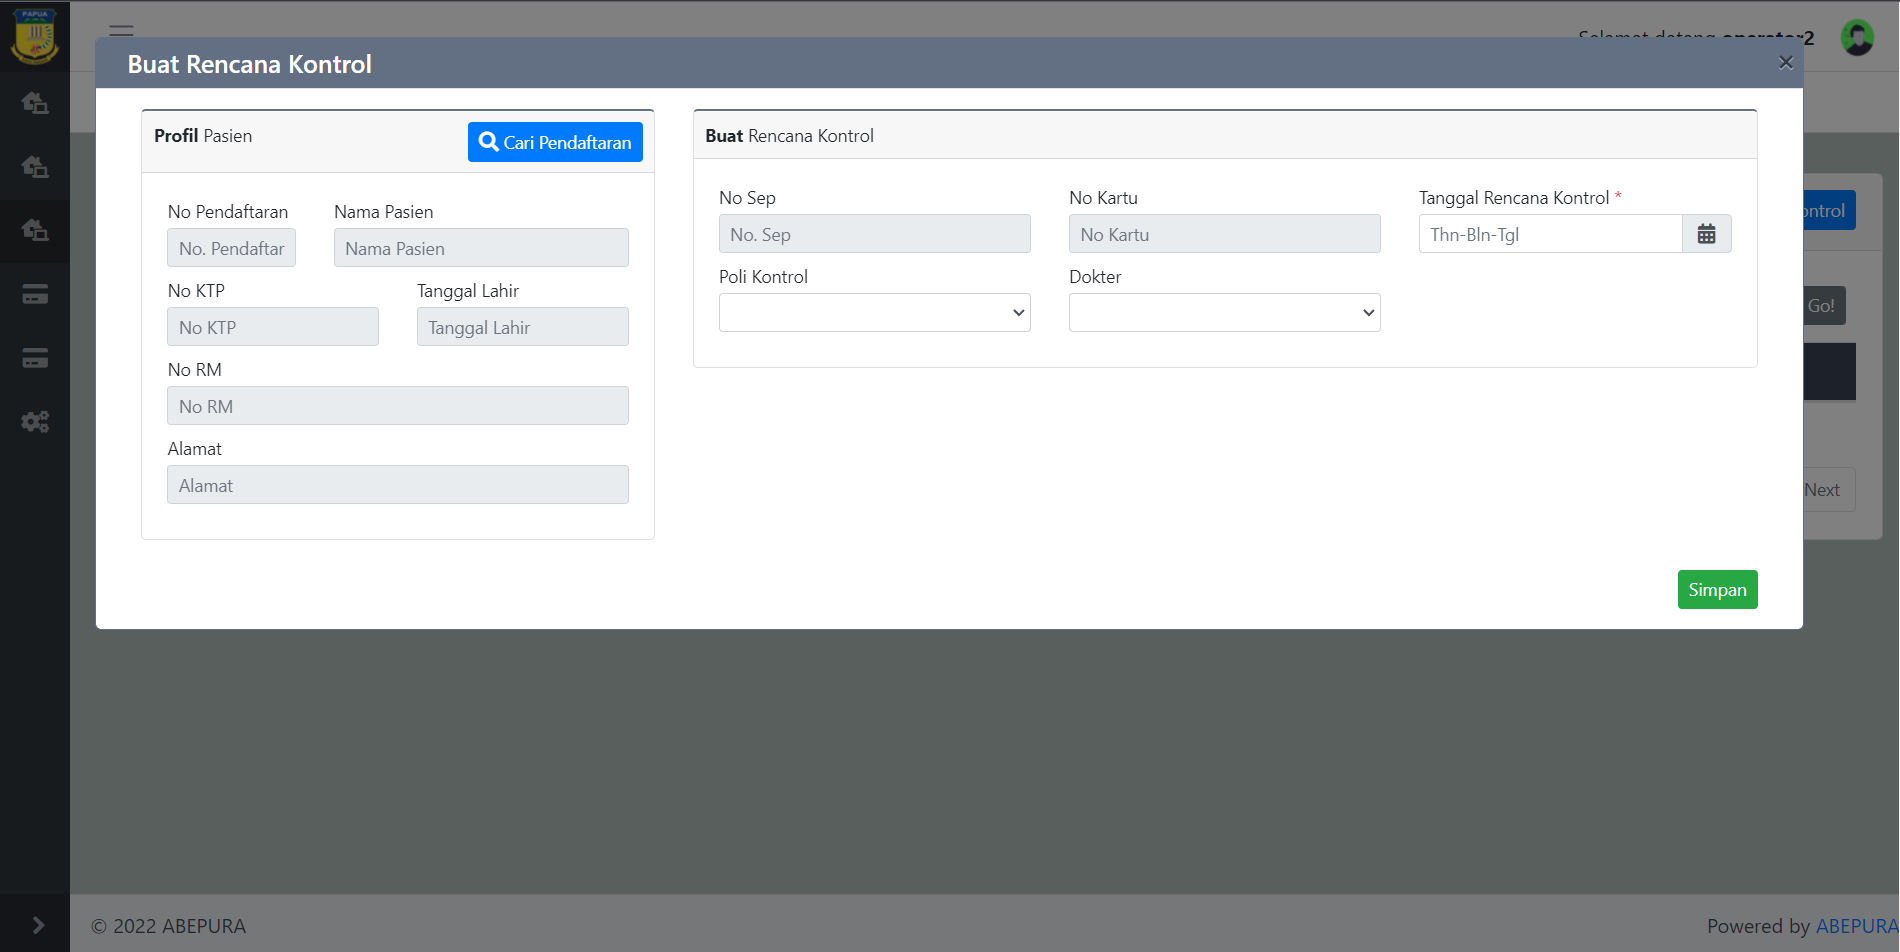 PAPUA
Selamat datang operator2
Buat Rencana Kontrol
×
Profil Pasien
Cari Pendaftaran
Buat Rencana Kontrol
No Pendaftaran
Nama Pasien
No. Pendaftar
Nama Pasien
No KTP
Tanggal Lahir
No KTP
Tanggal Lahir
No RM
No RM
Alamat
Alamat
No Sep
No Kartu
Tanggal Rencana Kontrol *
No. Sep
No Kartu
Thn-Bln-Tgl
Poli Kontrol
Dokter
Simpan
ontrol
Go!
Next
© 2022 ABEPURA
Powered by ABEPURA